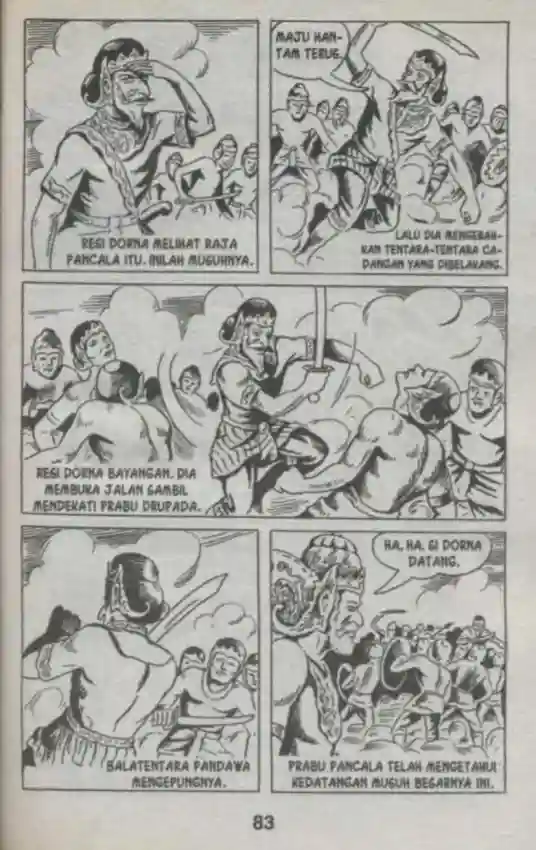 RESI DORNA MELIHAT RAJA
PANCALA ITU. INILAH MUSUHNYA.
MAJU HAN-
TAM TERUS.
LALU DIA MENGERAH-
KAN TENTARA-TENTARA CA-
DANGAN YANG DIBELAKANG.
RESI DORNA BAYANGAN. DIA
MEMBUKA JALAN SAMBIL
MENDEKATI PRABU DRUPADA.
BALATENTARA PANDAWA
MENGEPUNGNYA.
HA, HA, SI DORNA
DATANG.
PRABU PANCALA TELAH MENGETAHUI
KEDATANGAN MUSUH BESARNYA INI.
83